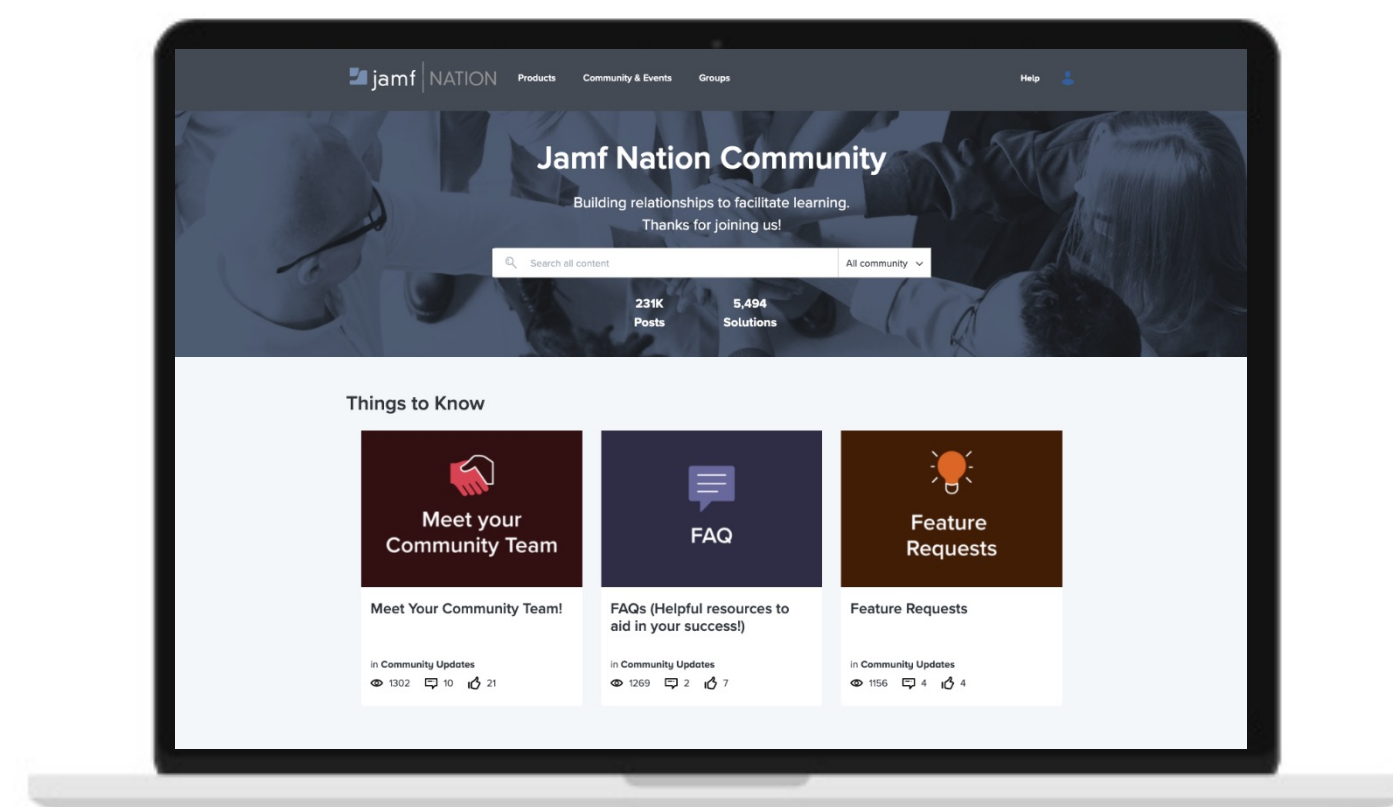 jamf NATION Products Community & Events Groups Help
Jamf Nation Community
Building relationships to facilitate learning.
Thanks for joining us!
Search all content All community
231K 5,494
Posts Solutions
Things to Know
Meet your
Community Team
FAQ
Feature
Requests
Meet Your Community Team!
FAQs (Helpful resources to
aid in your success!)
Feature Requests
in Community Updates
1302 10 21
in Community Updates
1269 2 7
in Community Updates
1156 4 4